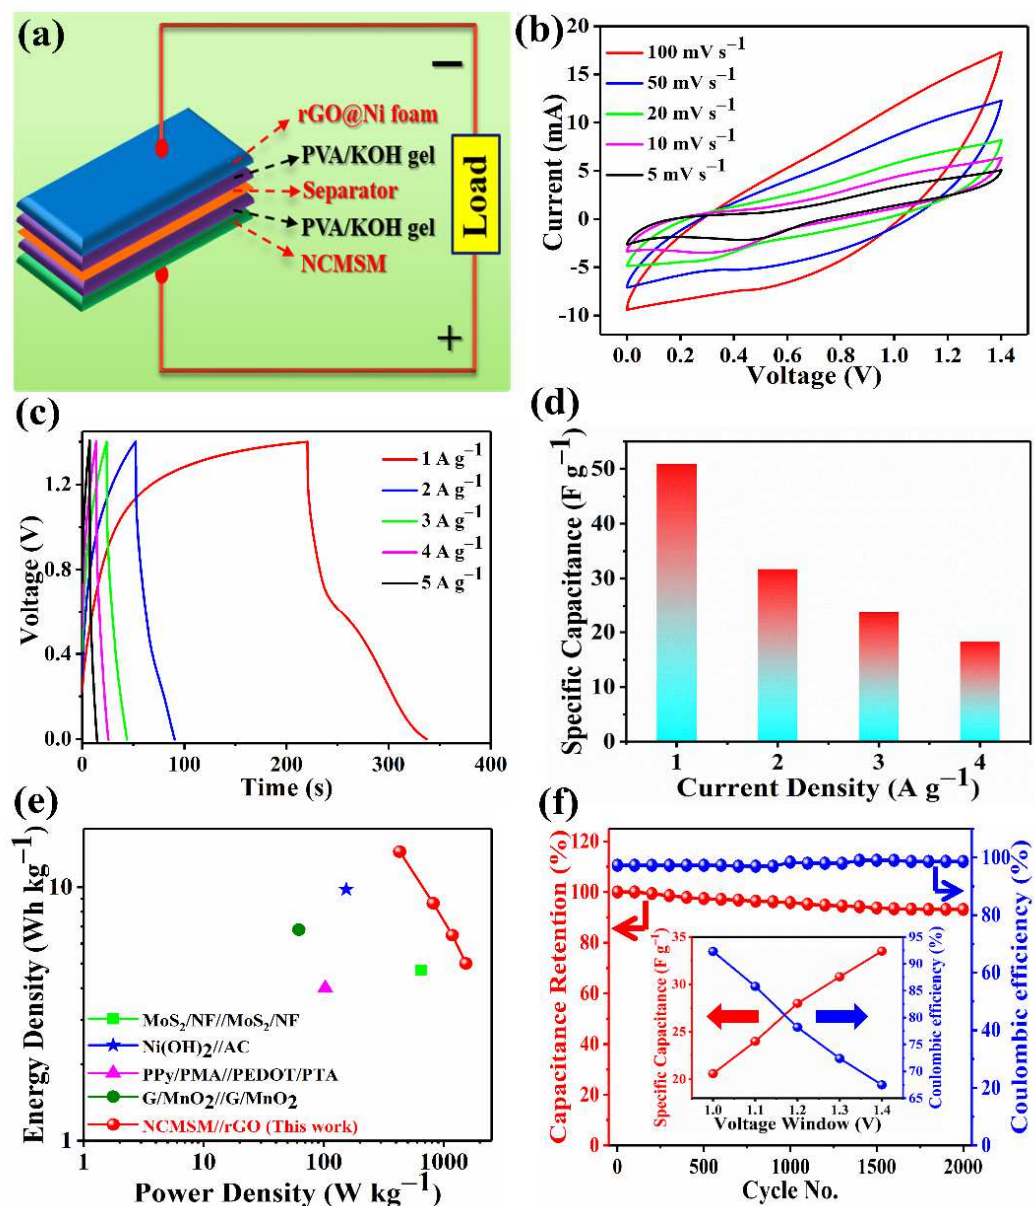 (a)
−
rGO@Ni foam
PVA/KOH gel
Separator
PVA/KOH gel
NCMSM
Load
+
(b)
100 mV s⁻¹
50 mV s⁻¹
20 mV s⁻¹
10 mV s⁻¹
5 mV s⁻¹
Current (mA)
20
15
10
5
0
-5
-10
0.0 0.2 0.4 0.6 0.8 1.0 1.2 1.4
Voltage (V)
(c)
1 A g⁻¹
2 A g⁻¹
3 A g⁻¹
4 A g⁻¹
5 A g⁻¹
Voltage (V)
1.2
0.8
0.4
0.0
0 100 200 300 400
Time (s)
(d)
Specific Capacitance (F g⁻¹)
50
40
30
20
10
0
1 2 3 4
Current Density (A g⁻¹)
(e)
Energy Density (Wh kg⁻¹)
10
1
MoS₂/NF//MoS₂/NF
Ni(OH)₂//AC
PPy/PMA//PEDOT/PTA
G/MnO₂//G/MnO₂
NCMSM//rGO (This work)
1 10 100 1000
Power Density (W kg⁻¹)
(f)
Capacitance Retention (%)
120
100
80
60
40
20
0
Coulombic efficiency (%)
100
80
60
40
20
0
Specific Capacitance (F g⁻¹)
35
30
25
20
Coulombic efficiency (%)
95
90
85
80
75
70
65
1.0 1.1 1.2 1.3 1.4
Voltage Window (V)
0 500 1000 1500 2000
Cycle No.